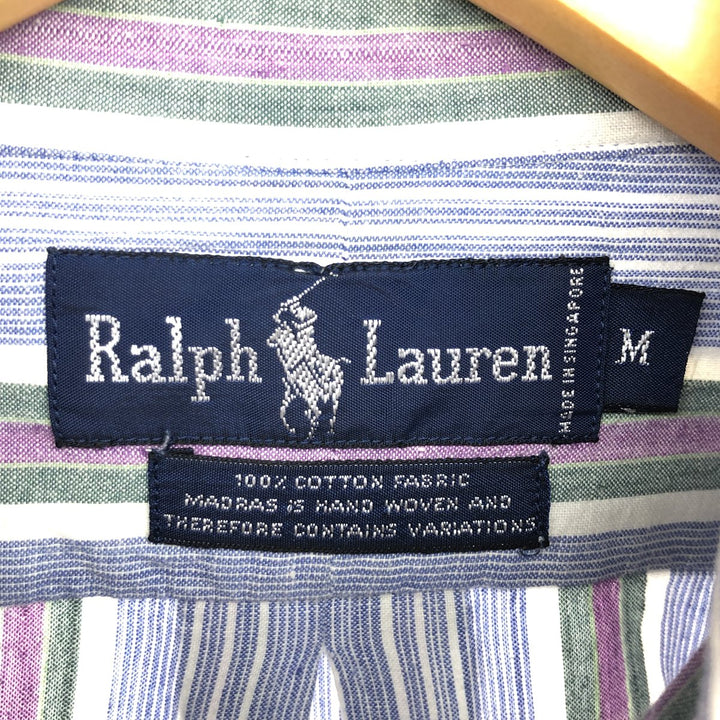 Ralph Lauren
MADE IN SINGAPORE
M
100% COTTON FABRIC
MADRAS IS HAND WOVEN AND
THEREFORE CONTAINS VARIATIONS